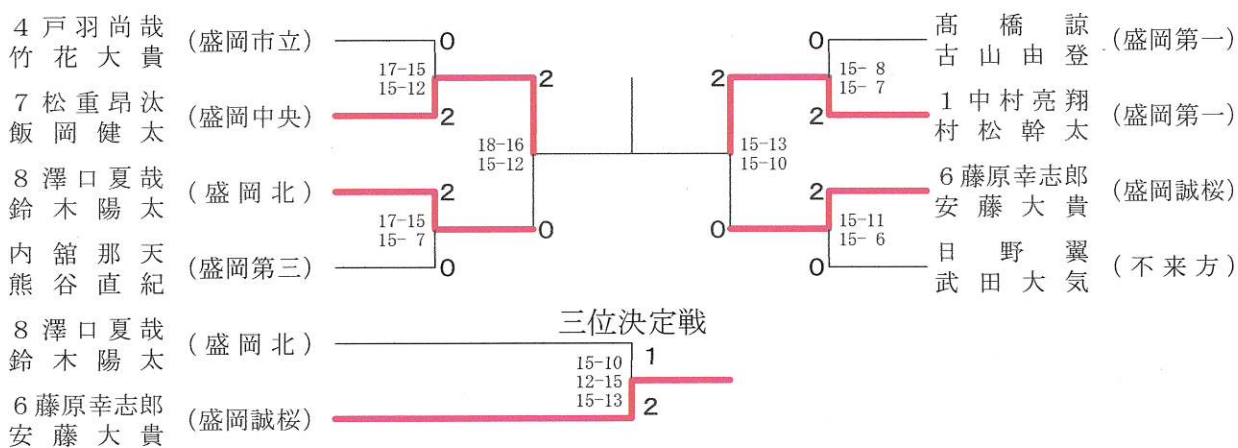 4 戸羽尚哉
竹花大貴
(盛岡市立)
7 松重昂汰
飯岡健太
(盛岡中央)
8 澤口夏哉
鈴木陽太
(盛岡北)
内舘那天
熊谷直紀
(盛岡第三)
0
17-15
15-12
2
2
17-15
15- 7
0
2
18-16
15-12
0
2
15-13
15-10
0
0
15- 8
15- 7
2
2
15-11
15- 6
0
髙橋諒
古山由登
(盛岡第一)
1 中村亮翔
村松幹太
(盛岡第一)
6 藤原幸志郎
安藤大貴
(盛岡誠桜)
日野翼
武田大気
(不来方)
三位決定戦
8 澤口夏哉
鈴木陽太
(盛岡北)
6 藤原幸志郎
安藤大貴
(盛岡誠桜)
1
15-10
12-15
15-13
2